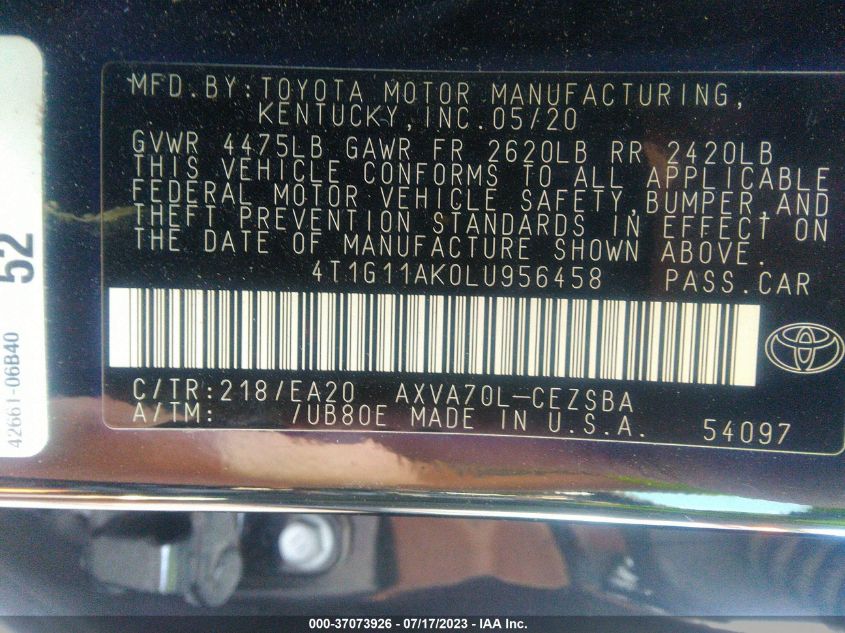 MFD.BY:TOYOTA MOTOR MANUFACTURING,
KENTUCKY,INC.05/20
GVWR 4475LB GAWR FR 2620LB RR 2420LB
THIS VEHICLE CONFORMS TO ALL APPLICABLE
FEDERAL MOTOR VEHICLE SAFETY,BUMPER,AND
THEFT PREVENTION STANDARDS IN EFFECT ON
THE DATE OF MANUFACTURE SHOWN ABOVE.
4T1G11AK0LU956458 PASS.CAR
C/TR:218/EA20 AXVA70L-CEZSBA
A/TM: /UB80E MADE IN U.S.A. 54097
52
42661-06B40
000-37073926 - 07/17/2023 - IAA Inc.